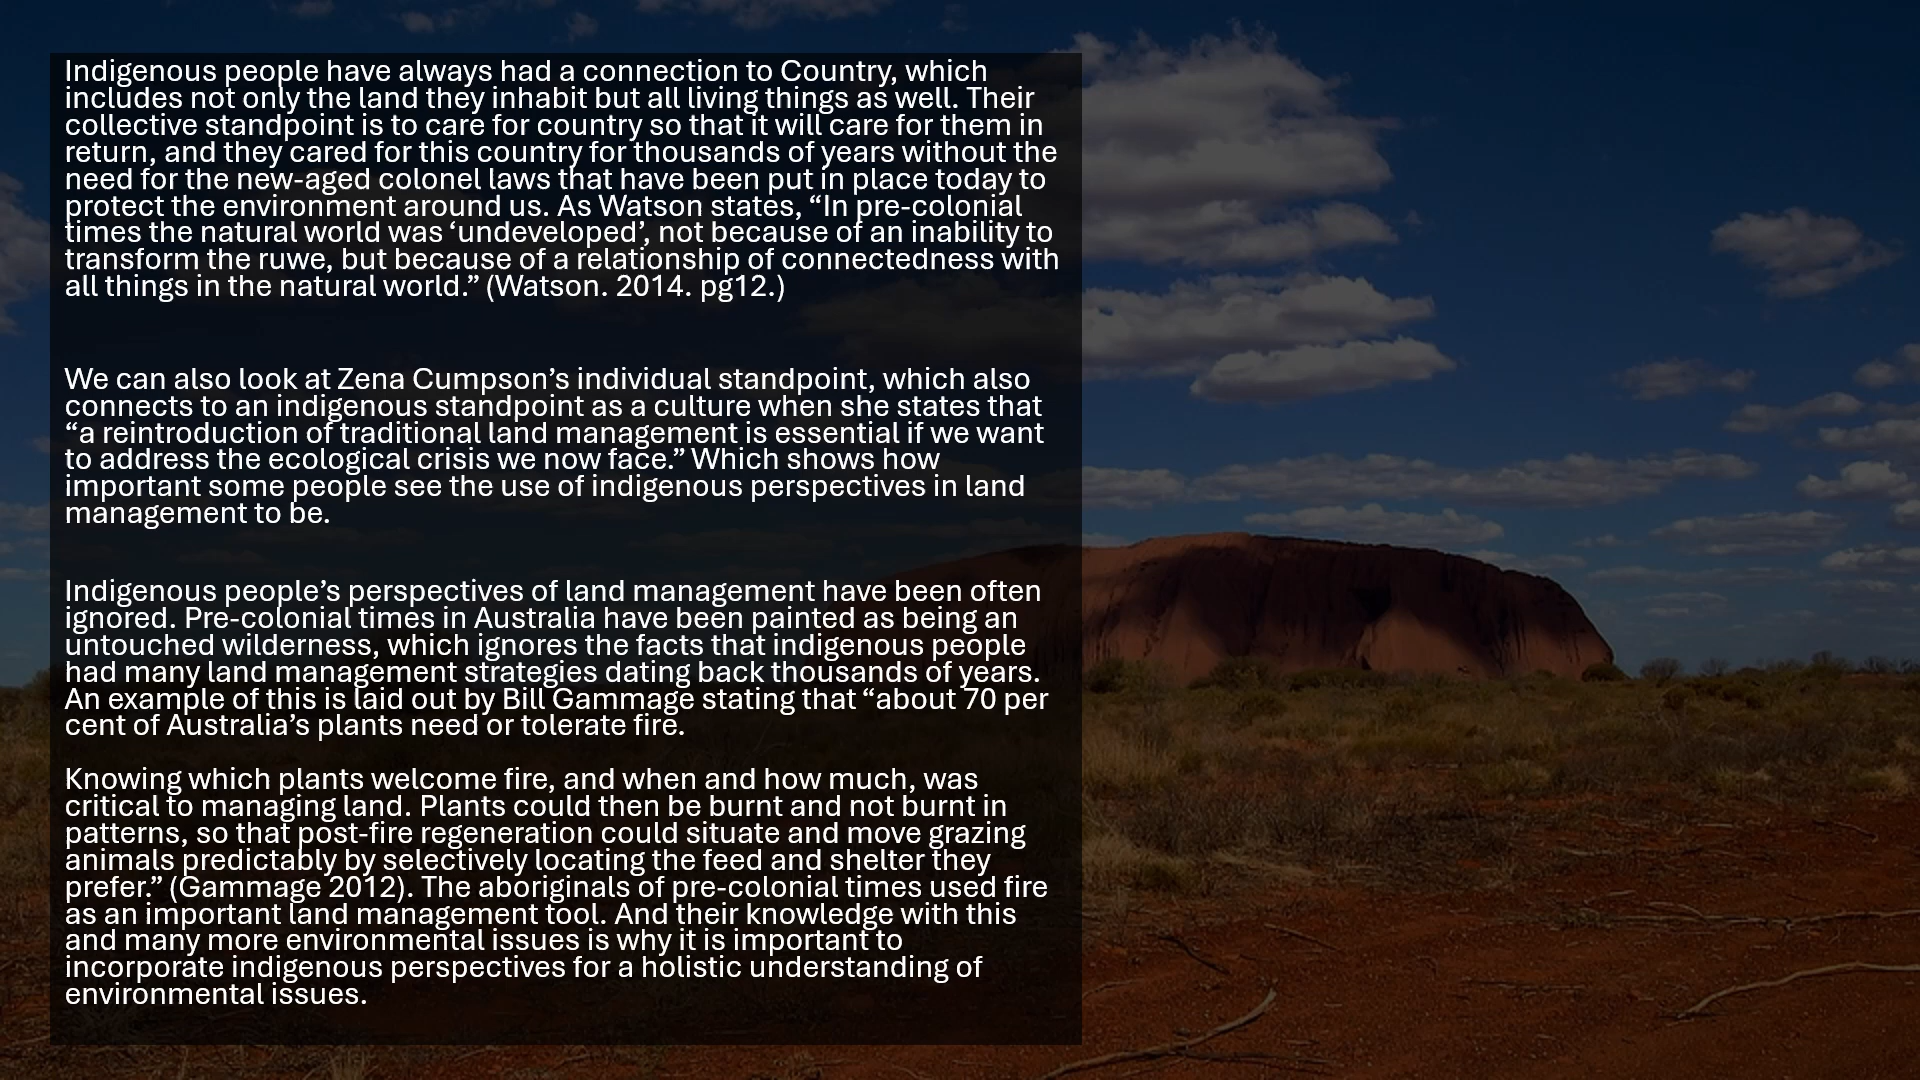 Indigenous people have always had a connection to Country, which
includes not only the land they inhabit but all living things as well. Their
collective standpoint is to care for country so that it will care for them in
return, and they cared for this country for thousands of years without the
need for the new-aged colonel laws that have been put in place today to
protect the environment around us. As Watson states, “In pre-colonial
times the natural world was ‘undeveloped’, not because of an inability to
transform the ruwe, but because of a relationship of connectedness with
all things in the natural world.” (Watson. 2014. pg12.)
We can also look at Zena Cumpson’s individual standpoint, which also
connects to an indigenous standpoint as a culture when she states that
“a reintroduction of traditional land management is essential if we want
to address the ecological crisis we now face.” Which shows how
important some people see the use of indigenous perspectives in land
management to be.
Indigenous people’s perspectives of land management have been often
ignored. Pre-colonial times in Australia have been painted as being an
untouched wilderness, which ignores the facts that indigenous people
had many land management strategies dating back thousands of years.
An example of this is laid out by Bill Gammage stating that “about 70 per
cent of Australia’s plants need or tolerate fire.
Knowing which plants welcome fire, and when and how much, was
critical to managing land. Plants could then be burnt and not burnt in
patterns, so that post-fire regeneration could situate and move grazing
animals predictably by selectively locating the feed and shelter they
prefer.” (Gammage 2012). The aboriginals of pre-colonial times used fire
as an important land management tool. And their knowledge with this
and many more environmental issues is why it is important to
incorporate indigenous perspectives for a holistic understanding of
environmental issues.